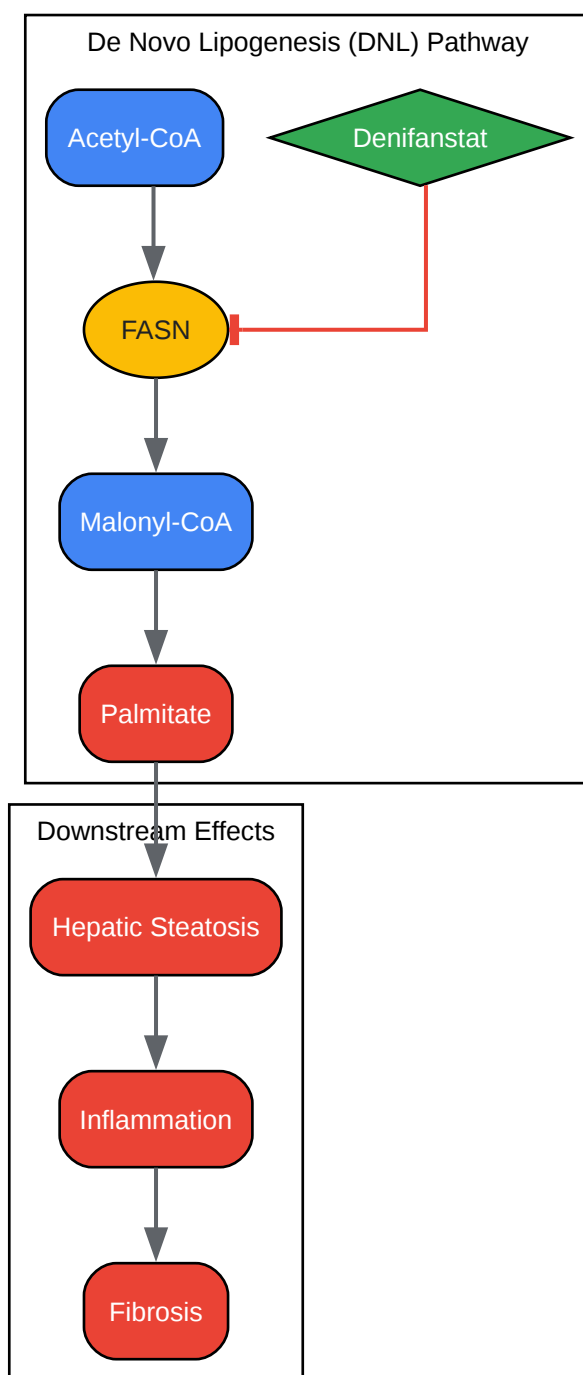 De Novo Lipogenesis (DNL) Pathway
Acetyl-CoA
Denifanstat
FASN
Malonyl-CoA
Palmitate
Downstream Effects
Hepatic Steatosis
Inflammation
Fibrosis